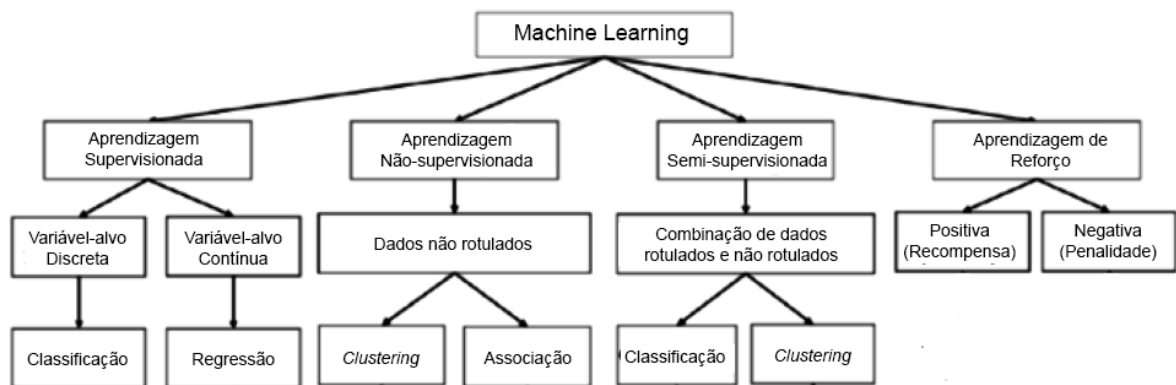 Machine Learning
Aprendizagem
Supervisionada
Aprendizagem
Não-supervisionada
Aprendizagem
Semi-supervisionada
Aprendizagem de
Reforço
Variável-alvo
Discreta
Variável-alvo
Contínua
Dados não rotulados
Combinação de dados
rotulados e não rotulados
Positiva
(Recompensa)
Negativa
(Penalidade)
Classificação
Regressão
Clustering
Associação
Classificação
Clustering